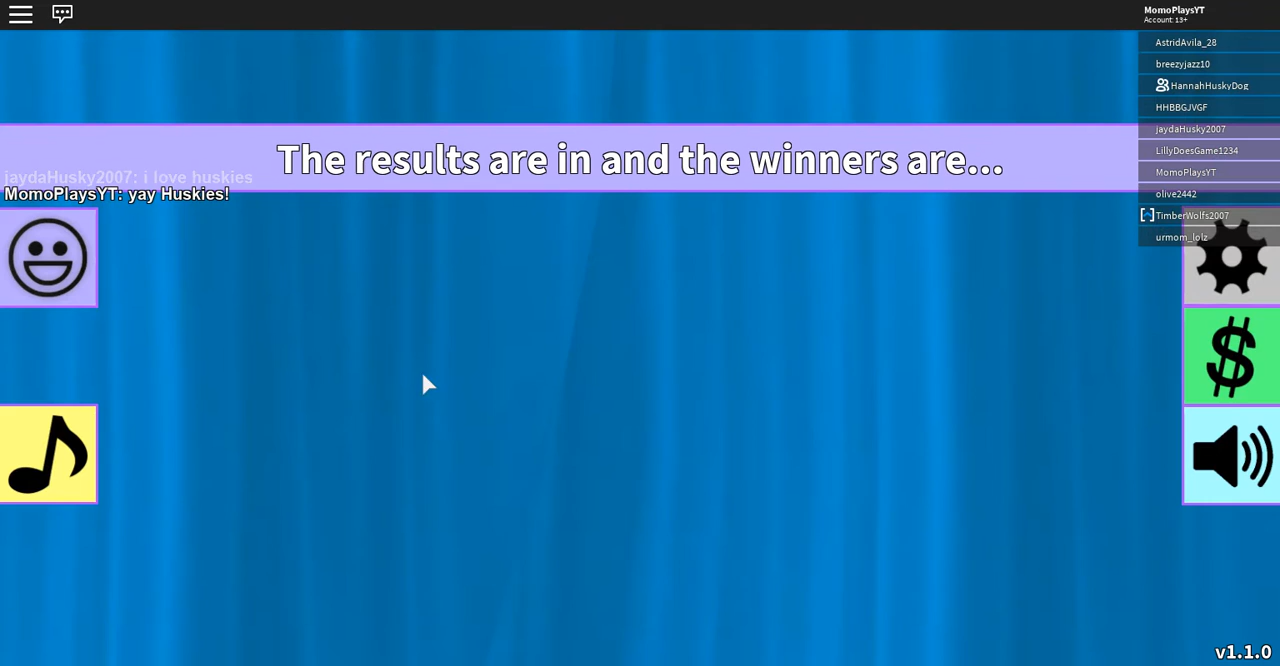 MomoPlaysYT
Account: 13+
AstridAvila_28
breezyjazz10
HannahHuskyDog
HHBBGJVGF
jaydaHusky2007
LillyDoesGame1234
MomoPlaysYT
olive2442
TimberWolfs2007
urmom_lolz
The results are in and the winners are...
jaydaHusky2007: i love huskies
MomoPlaysYT: yay Huskies!
$
v1.1.0